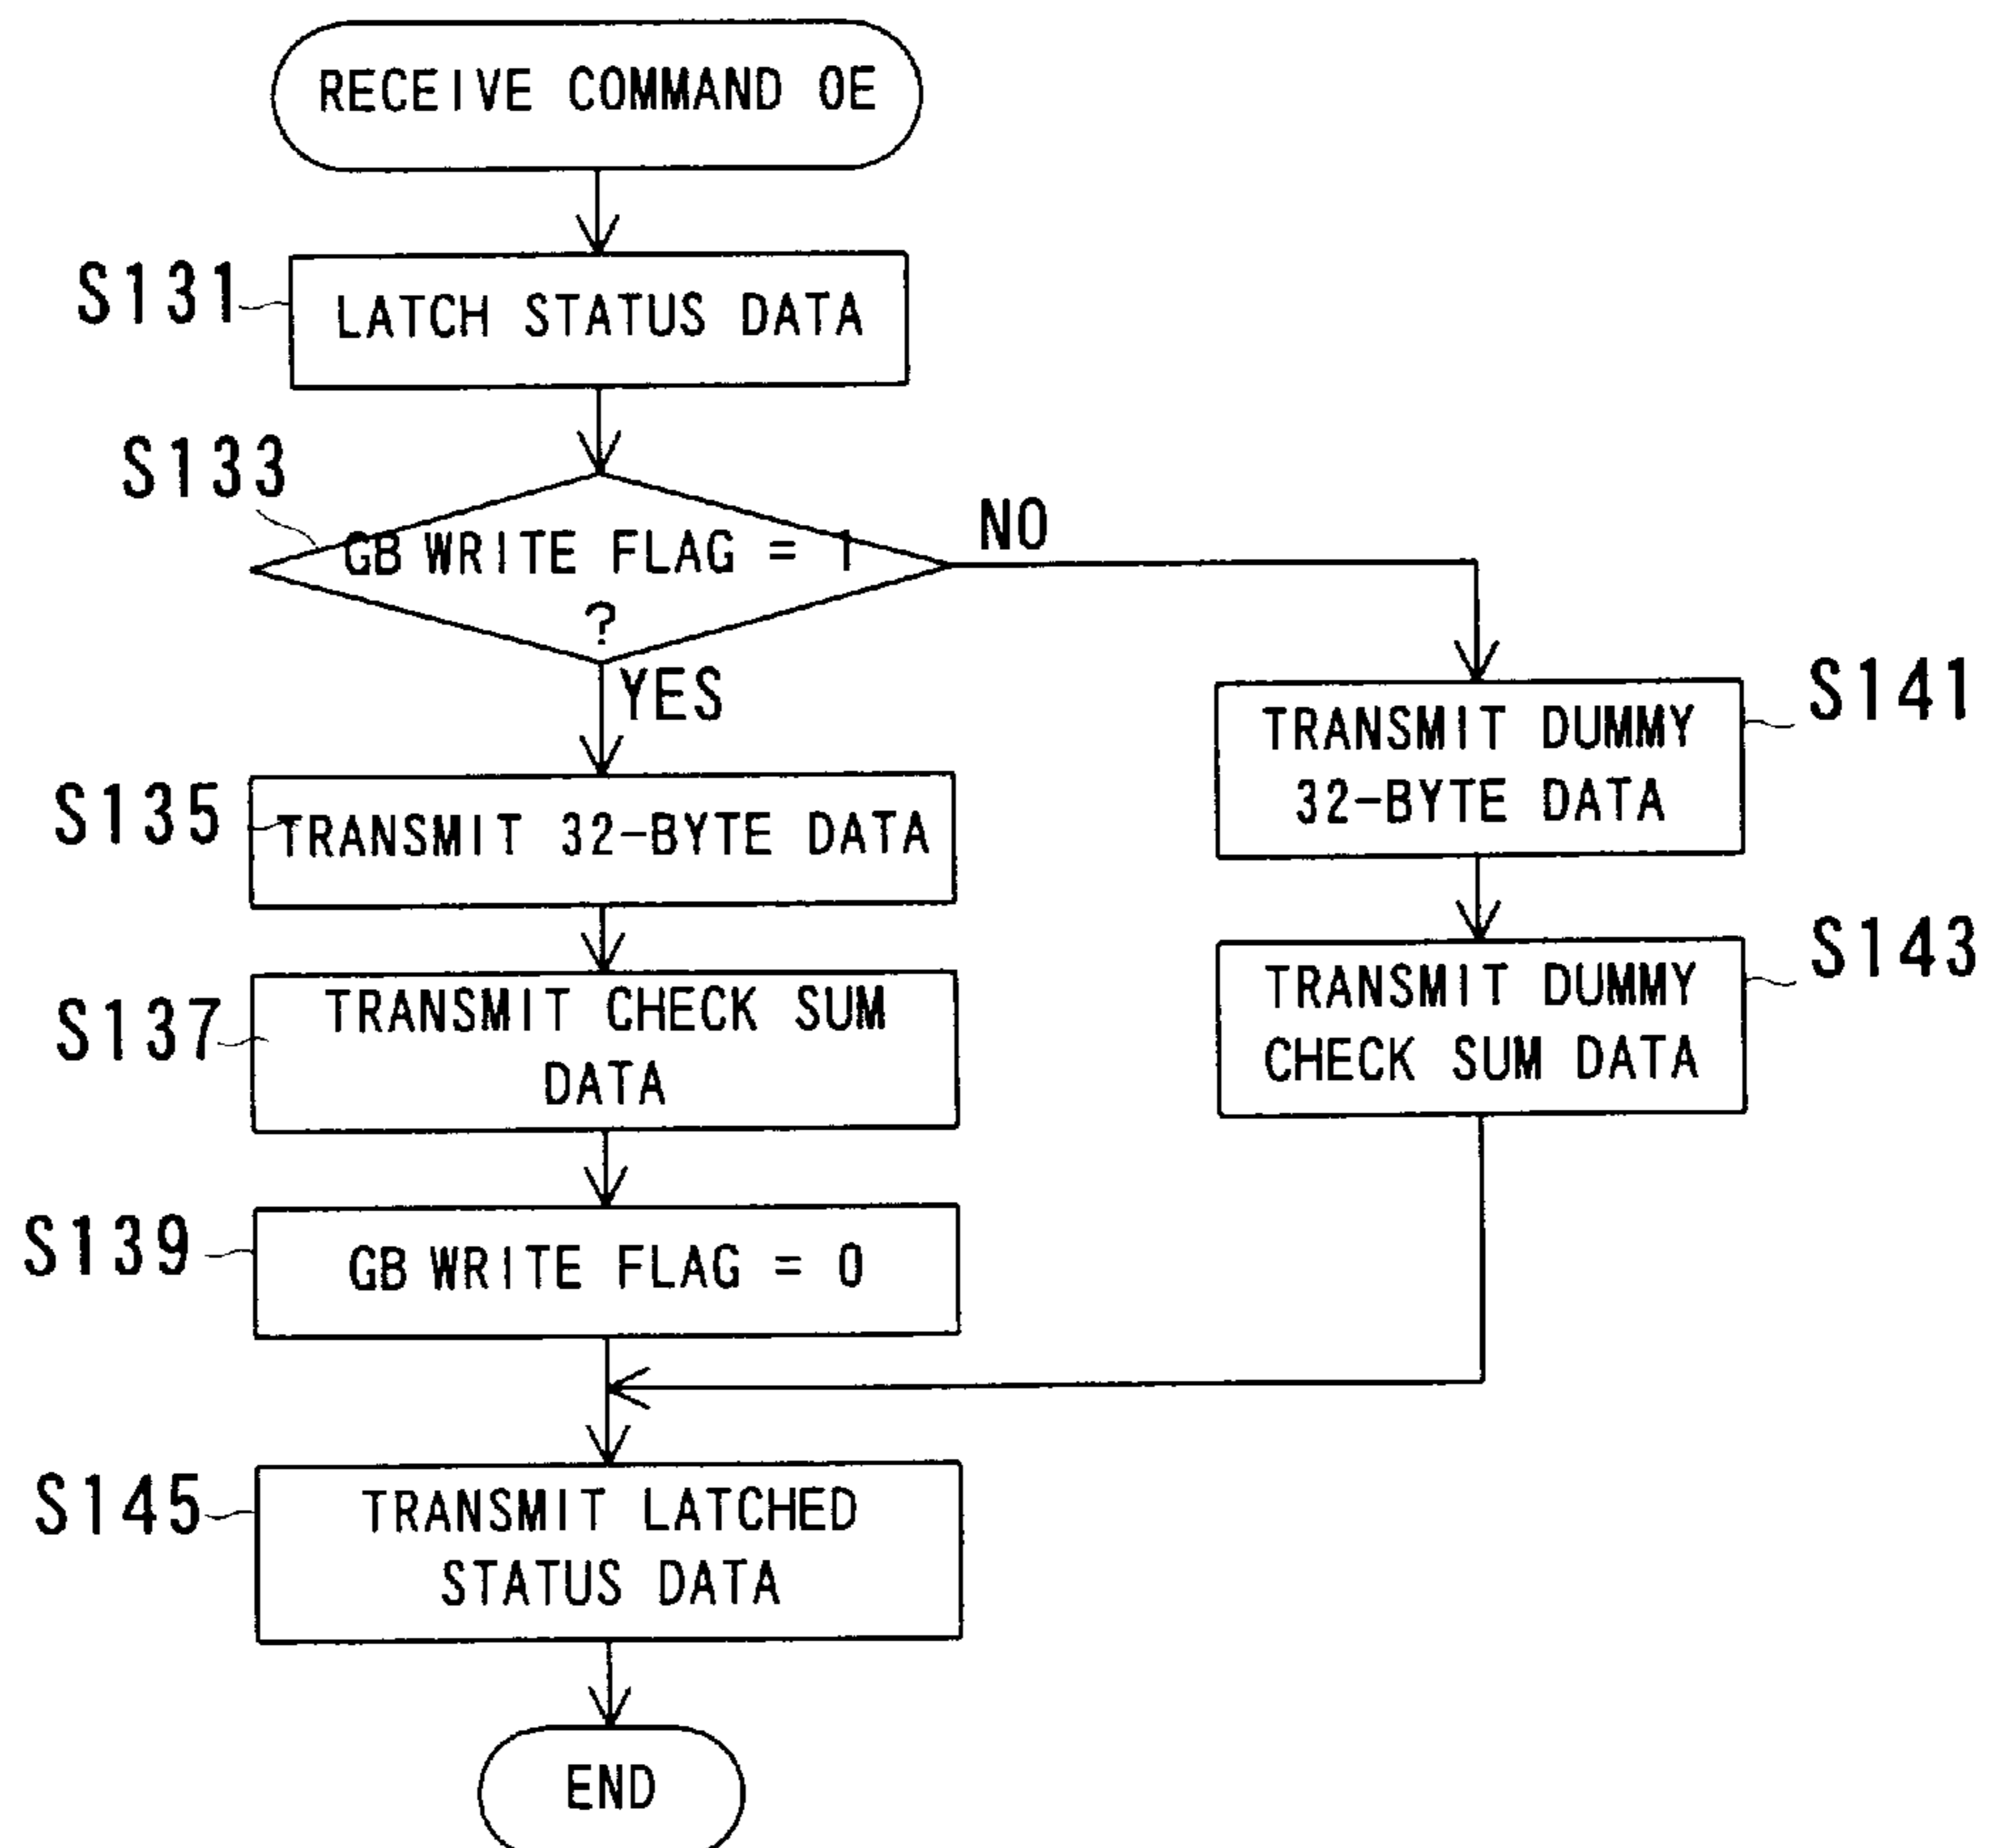 RECEIVE COMMAND 0E
S131
LATCH STATUS DATA
S133
GB WRITE FLAG = 1
?
NO
YES
S135
TRANSMIT 32-BYTE DATA
S137
TRANSMIT CHECK SUM
DATA
S139
GB WRITE FLAG = 0
S141
TRANSMIT DUMMY
32-BYTE DATA
S143
TRANSMIT DUMMY
CHECK SUM DATA
S145
TRANSMIT LATCHED
STATUS DATA
END